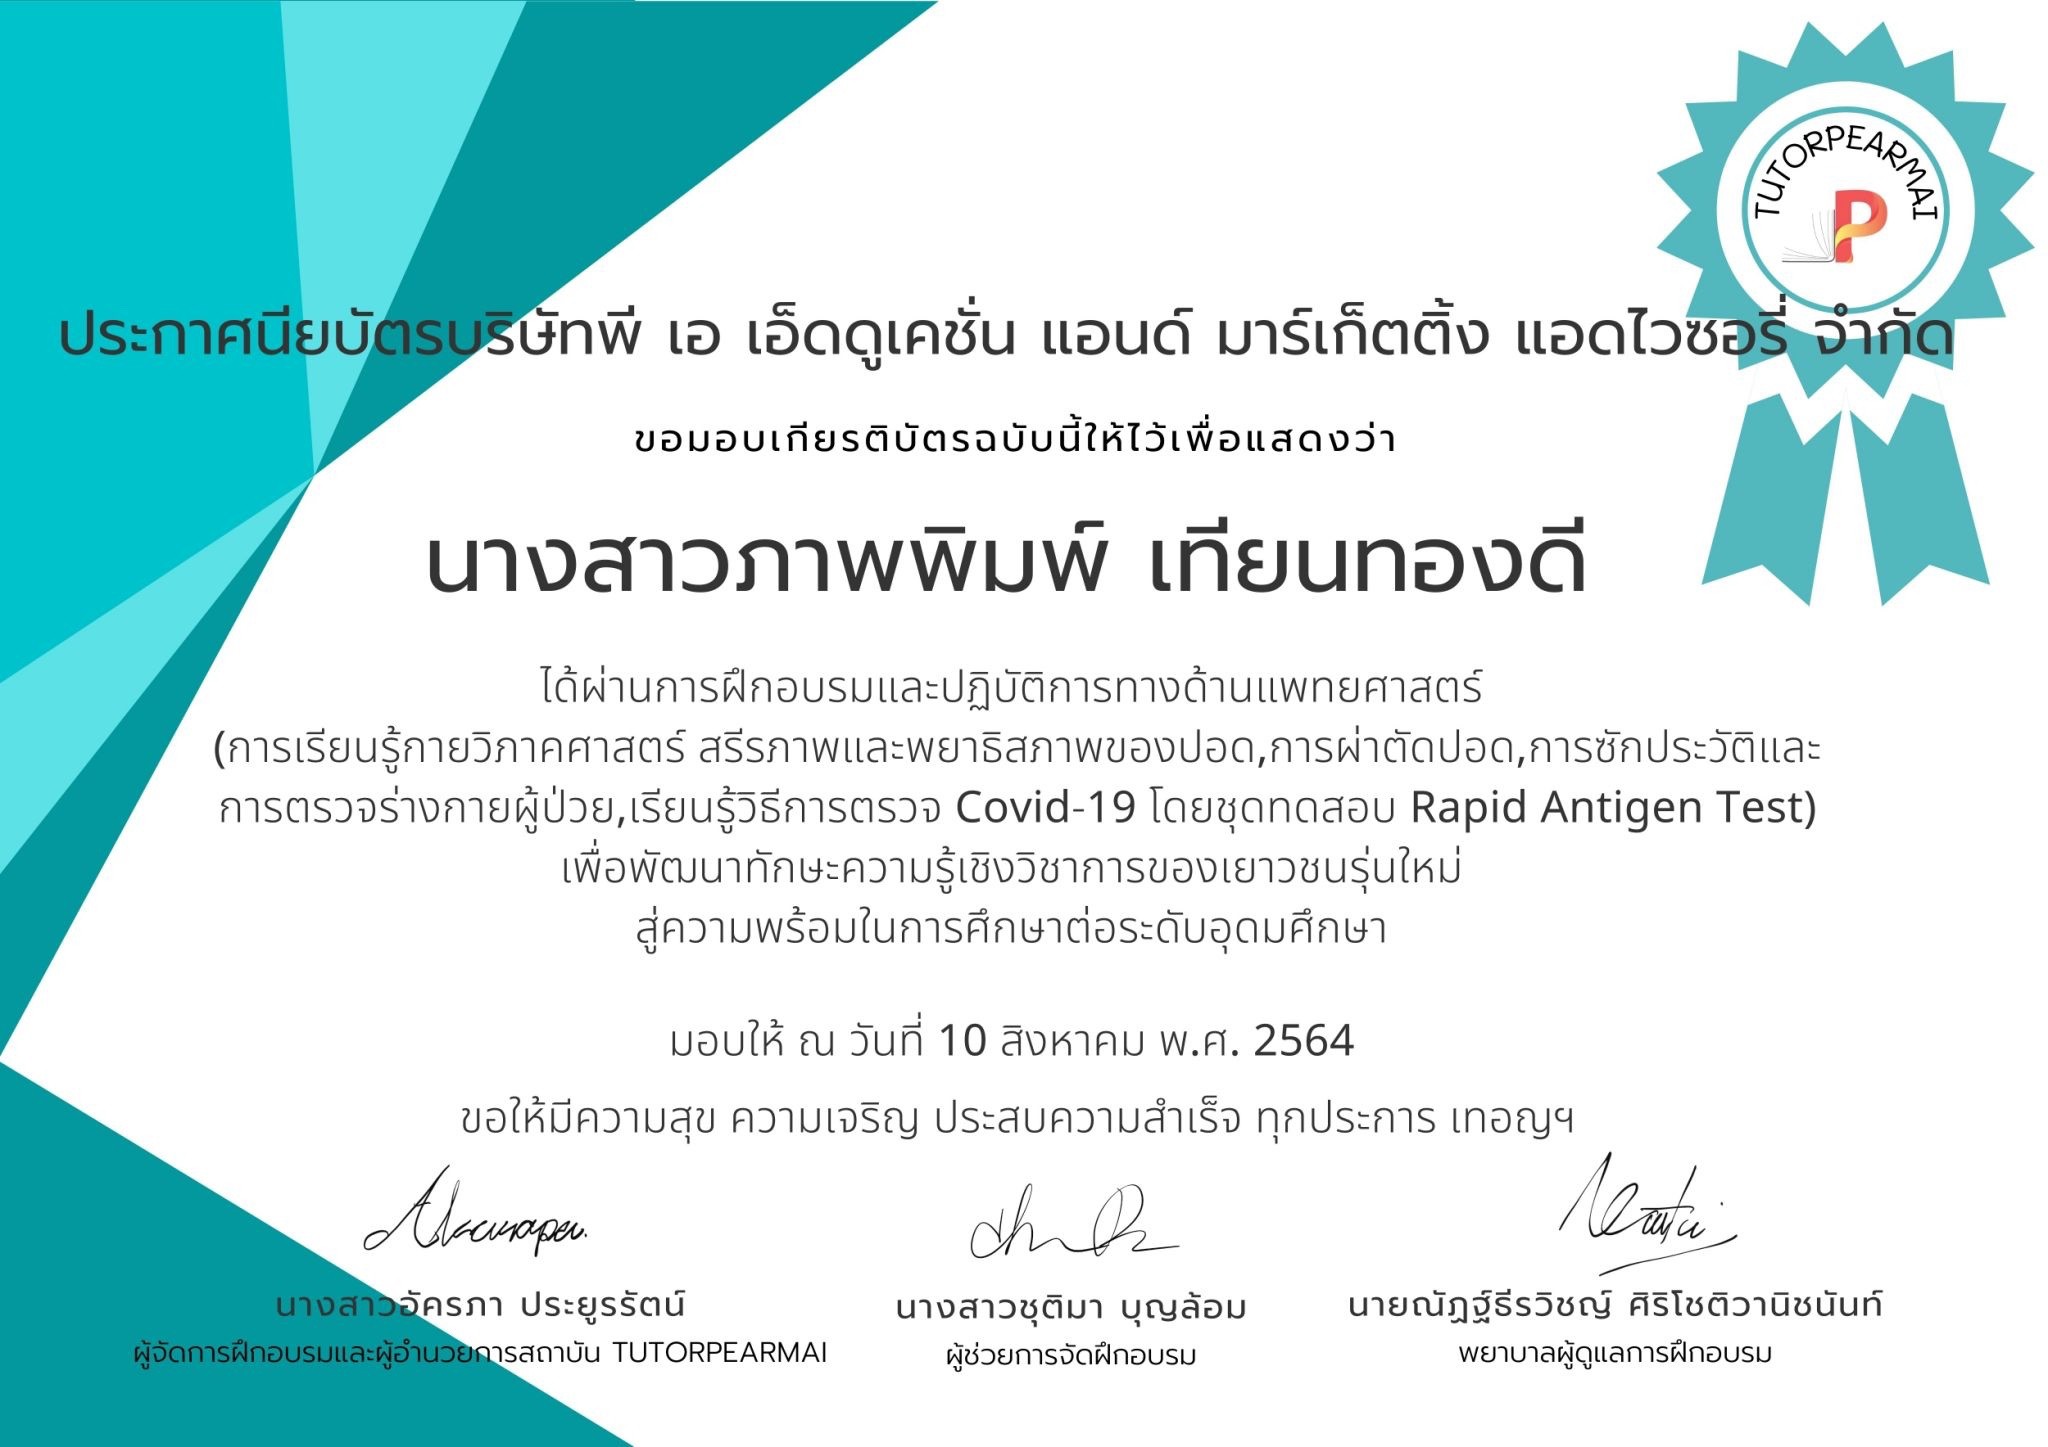 TUTORPEARMAI
P
ประกาศนียบัตรบริษัทพี เอ เอ็ดดูเคชั่น แอนด์ มาร์เก็ตติ้ง แอดไวซอรี่ จำกัด
ขอมอบเกียรติบัตรฉบับนี้ให้ไว้เพื่อแสดงว่า
นางสาวภาพพิมพ์ เทียนทองดี
ได้ผ่านการฝึกอบรมและปฏิบัติการทางด้านแพทยศาสตร์
(การเรียนรู้กายวิภาคศาสตร์ สรีรภาพและพยาธิสภาพของปอด,การผ่าตัดปอด,การซักประวัติและ
การตรวจร่างกายผู้ป่วย,เรียนรู้วิธีการตรวจ Covid-19 โดยชุดทดสอบ Rapid Antigen Test)
เพื่อพัฒนาทักษะความรู้เชิงวิชาการของเยาวชนรุ่นใหม่
สู่ความพร้อมในการศึกษาต่อระดับอุดมศึกษา
มอบให้ ณ วันที่ 10 สิงหาคม พ.ศ. 2564
ขอให้มีความสุข ความเจริญ ประสบความสำเร็จ ทุกประการ เทอญฯ
นางสาวอัครภา ประยูรรัตน์
ผู้จัดการฝึกอบรมและผู้อำนวยการสถาบัน TUTORPEARMAI
นางสาวชุติมา บุญล้อม
ผู้ช่วยการจัดฝึกอบรม
นายณัฏฐ์ธีรวิชญ์ ศิริโชติวานิชนันท์
พยาบาลผู้ดูแลการฝึกอบรม